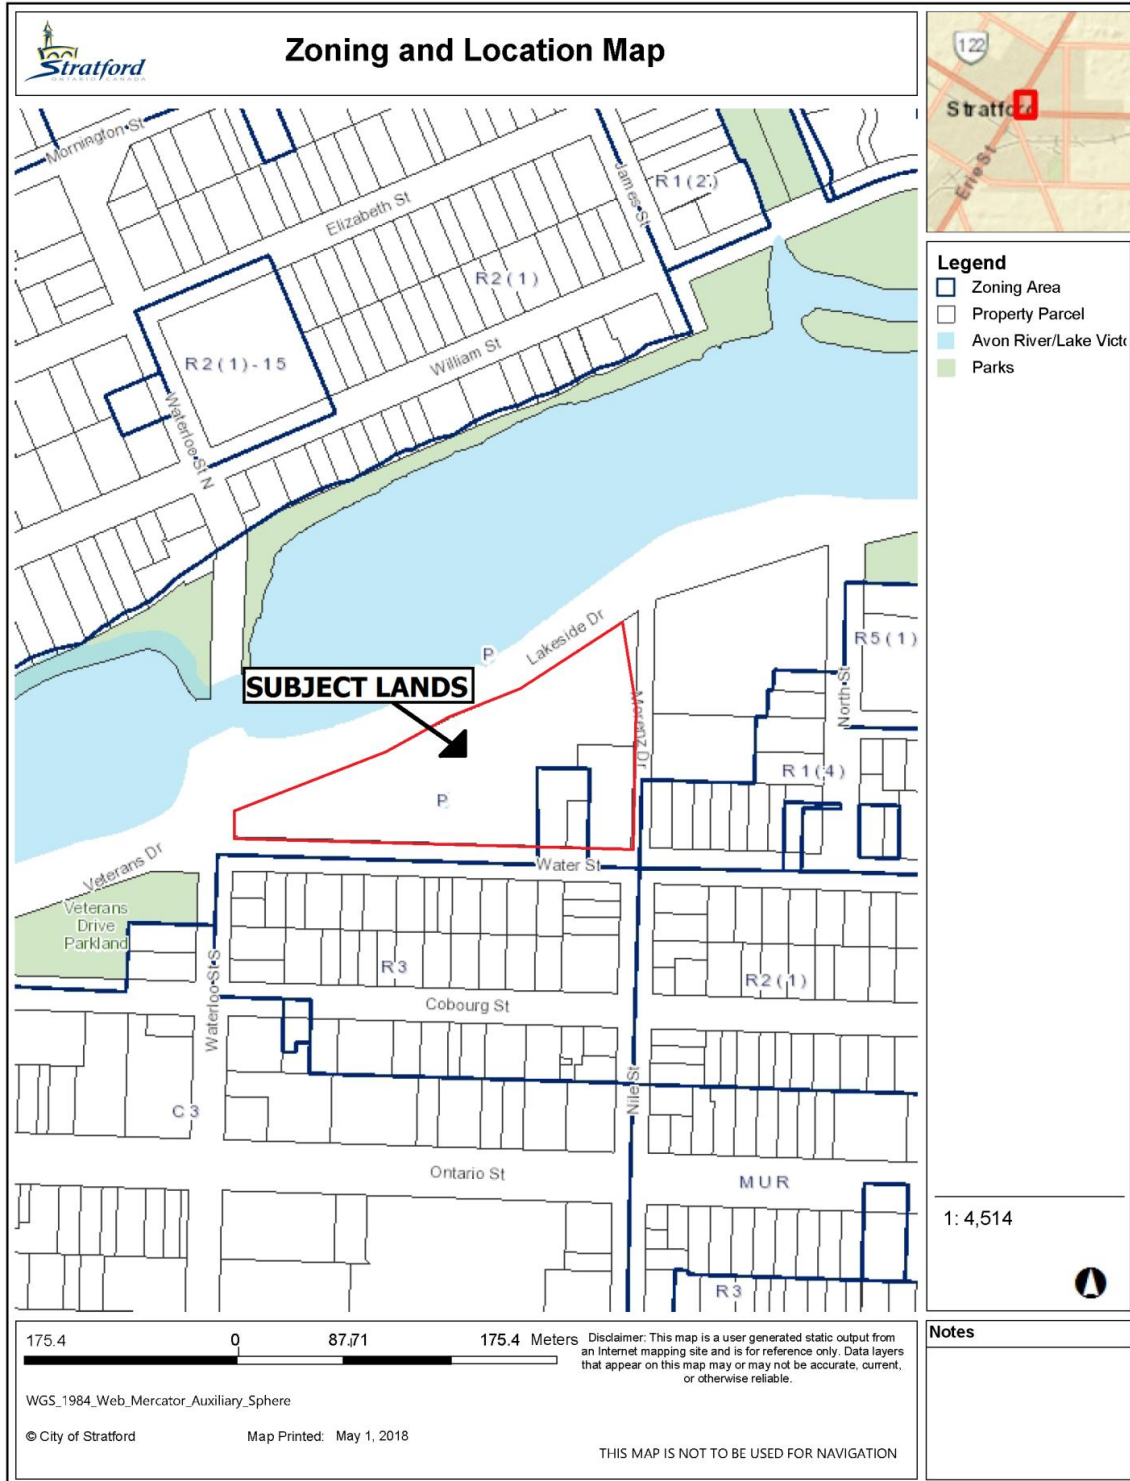 Stratford
ONTARIO CANADA
Zoning and Location Map
122
Stratford
Erie St
Mornington St
Elizabeth St
James St
R1(2)
R2(1)
R2(1)-15
William St
Waterloo St N
Legend
Zoning Area
Property Parcel
Avon River/Lake Victo
Parks
P
Lakeside Dr
SUBJECT LANDS
Morenz Dr
North St
R5(1)
R1(4)
P
Water St
Veterans Dr
Veterans
Drive
Parkland
Waterloo St S
R3
R2(1)
Cobourg St
Nile St
C3
Ontario St
MUR
R3
1: 4,514
175.4 0 87.71 175.4 Meters
Disclaimer: This map is a user generated static output from
an Internet mapping site and is for reference only. Data layers
that appear on this map may or may not be accurate, current,
or otherwise reliable.
Notes
WGS_1984_Web_Mercator_Auxiliary_Sphere
© City of Stratford
Map Printed: May 1, 2018
THIS MAP IS NOT TO BE USED FOR NAVIGATION